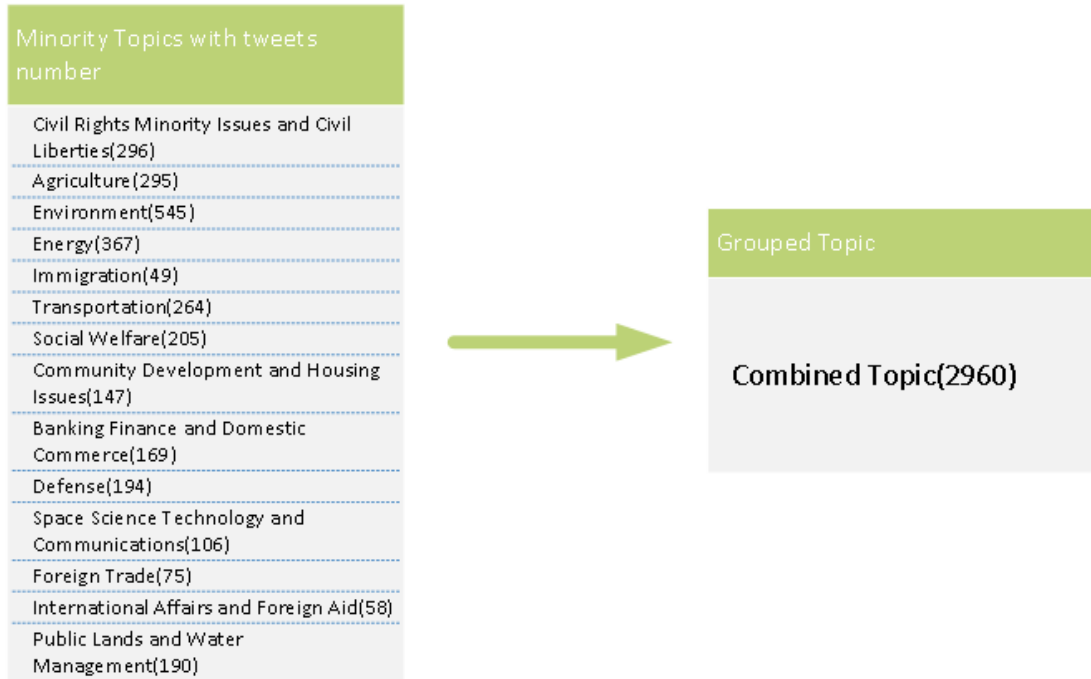 Minority Topics with tweets
number
Civil Rights Minority Issues and Civil
Liberties(296)
Agriculture(295)
Environment(545)
Energy(367)
Immigration(49)
Transportation(264)
Social Welfare(205)
Community Development and Housing
Issues(147)
Banking Finance and Domestic
Commerce(169)
Defense(194)
Space Science Technology and
Communications(106)
Foreign Trade(75)
International Affairs and Foreign Aid(58)
Public Lands and Water
Management(190)
Grouped Topic
Combined Topic(2960)